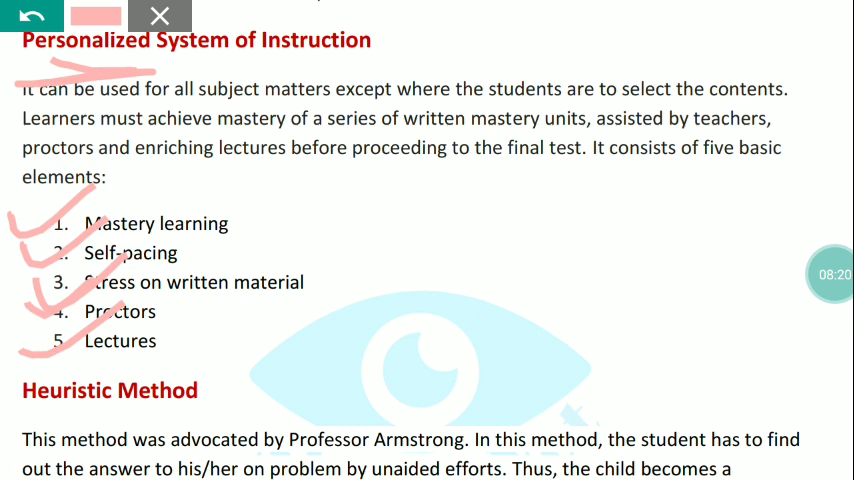 Personalized System of Instruction
It can be used for all subject matters except where the students are to select the contents.
Learners must achieve mastery of a series of written mastery units, assisted by teachers,
proctors and enriching lectures before proceeding to the final test. It consists of five basic
elements:
1. Mastery learning
2. Self-pacing
3. Stress on written material
4. Proctors
5. Lectures
08:20
Heuristic Method
This method was advocated by Professor Armstrong. In this method, the student has to find
out the answer to his/her on problem by unaided efforts. Thus, the child becomes a